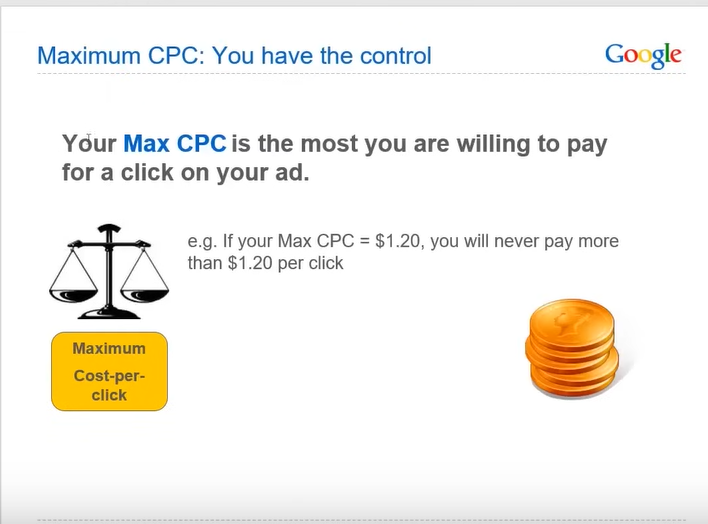 Maximum CPC: You have the control
Google
Your Max CPC is the most you are willing to pay
for a click on your ad.
e.g. If your Max CPC = $1.20, you will never pay more
than $1.20 per click
Maximum
Cost-per-
click